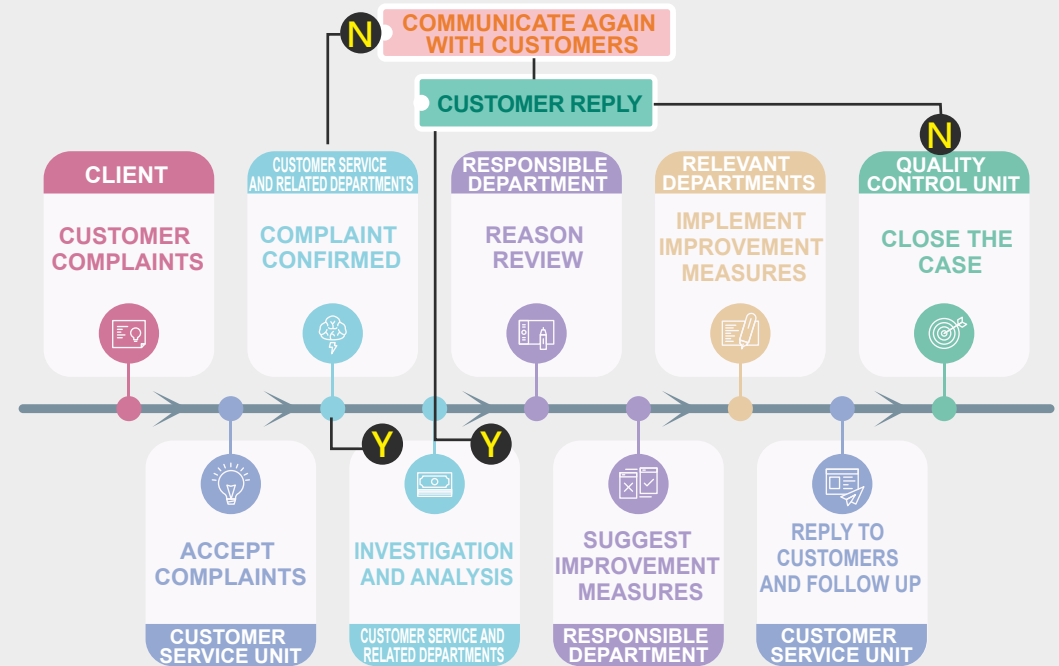 N
COMMUNICATE AGAIN
WITH CUSTOMERS
CUSTOMER REPLY
N
CLIENT
CUSTOMER
COMPLAINTS
CUSTOMER SERVICE
AND RELATED DEPARTMENTS
COMPLAINT
CONFIRMED
RESPONSIBLE
DEPARTMENT
REASON
REVIEW
RELEVANT
DEPARTMENTS
IMPLEMENT
IMPROVEMENT
MEASURES
QUALITY
CONTROL UNIT
CLOSE THE
CASE
Y
Y
ACCEPT
COMPLAINTS
CUSTOMER
SERVICE UNIT
INVESTIGATION
AND ANALYSIS
CUSTOMER SERVICE AND
RELATED DEPARTMENTS
SUGGEST
IMPROVEMENT
MEASURES
RESPONSIBLE
DEPARTMENT
REPLY TO
CUSTOMERS
AND FOLLOW UP
CUSTOMER
SERVICE UNIT